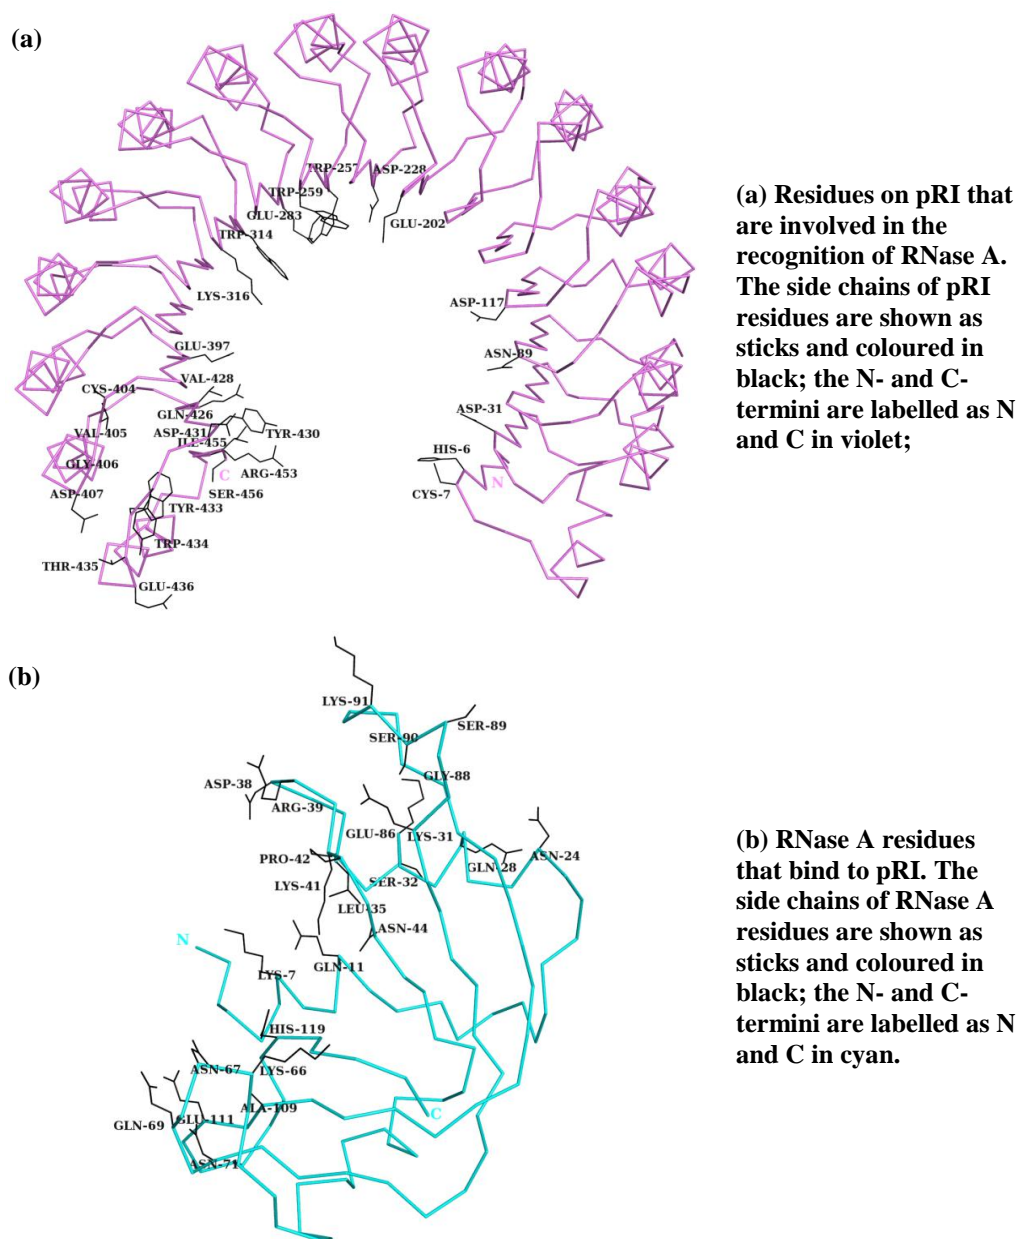 (a)
TRP-257
ASP-228
TRP-259
GLU-283
GLU-202
TRP-314
LYS-316
ASP-117
GLU-397
ASN-89
VAL-428
CYS-404
GLN-426
ASP-31
VAL-405
ASP-431
TYR-430
ILE-455
GLY-406
HIS-6
ARG-453
C
N
ASP-407
SER-456
CYS-7
TYR-433
TRP-434
THR-435
GLU-436
(a) Residues on pRI that
are involved in the
recognition of RNase A.
The side chains of pRI
residues are shown as
sticks and coloured in
black; the N- and C-
termini are labelled as N
and C in violet;
(b)
LYS-91
SER-89
SER-90
GLY-88
ASP-38
ARG-39
GLU-86
LYS-31
PRO-42
GLN-28
ASN-24
LYS-41
SER-32
LEU-35
ASN-44
N
GLN-11
LYS-7
HIS-119
ASN-67
LYS-66
ALA-109
C
GLN-69
GLU-111
ASN-71
(b) RNase A residues
that bind to pRI. The
side chains of RNase A
residues are shown as
sticks and coloured in
black; the N- and C-
termini are labelled as N
and C in cyan.